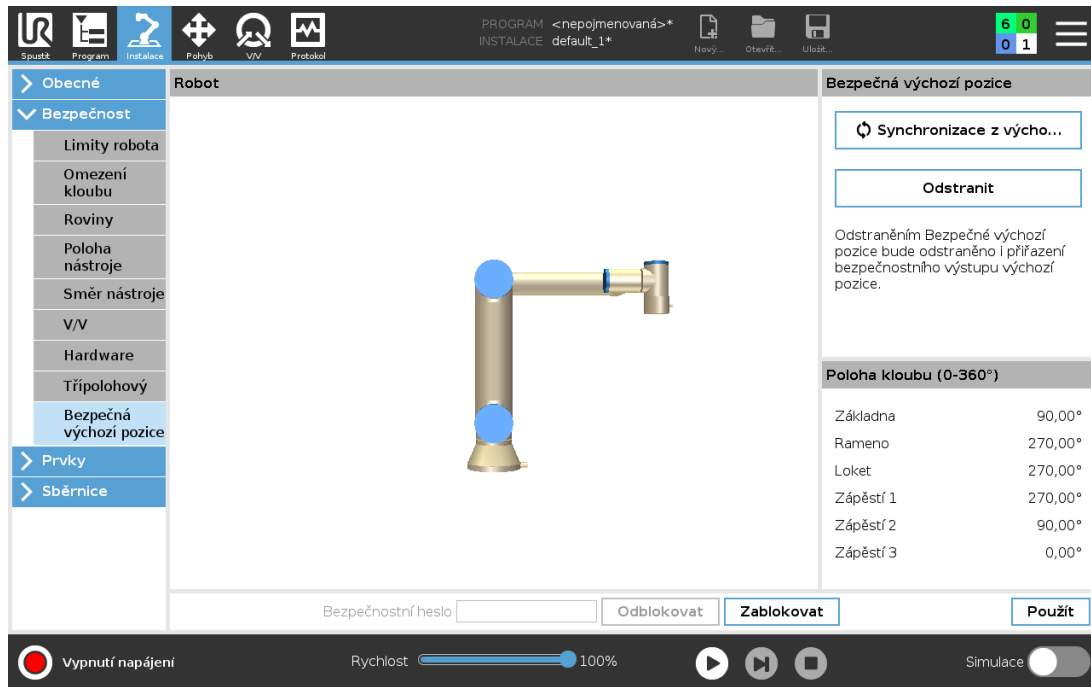 PROGRAM <nepojmenovaná>*
INSTALACE default_1*
Spustit
Program
Instalace
Pohyb
V/V
Protokol
Nový...
Otevřít...
Uložit...
6 0
0 1
Obecné
Bezpečnost
Limity robota
Omezení
kloubu
Roviny
Poloha
nástroje
Směr nástroje
V/V
Hardware
Třípolohový
Bezpečná
výchozí pozice
Prvky
Sběrnice
Robot
Bezpečná výchozí pozice
Synchronizace z výcho...
Odstranit
Odstraněním Bezpečné výchozí
pozice bude odstraněno i přiřazení
bezpečnostního výstupu výchozí
pozice.
Poloha kloubu (0-360°)
Základna 90,00°
Rameno 270,00°
Loket 270,00°
Zápěstí 1 270,00°
Zápěstí 2 90,00°
Zápěstí 3 0,00°
Bezpečnostní heslo Odblokovat Zablokovat Použít
Vypnutí napájení Rychlost 100% Simulace